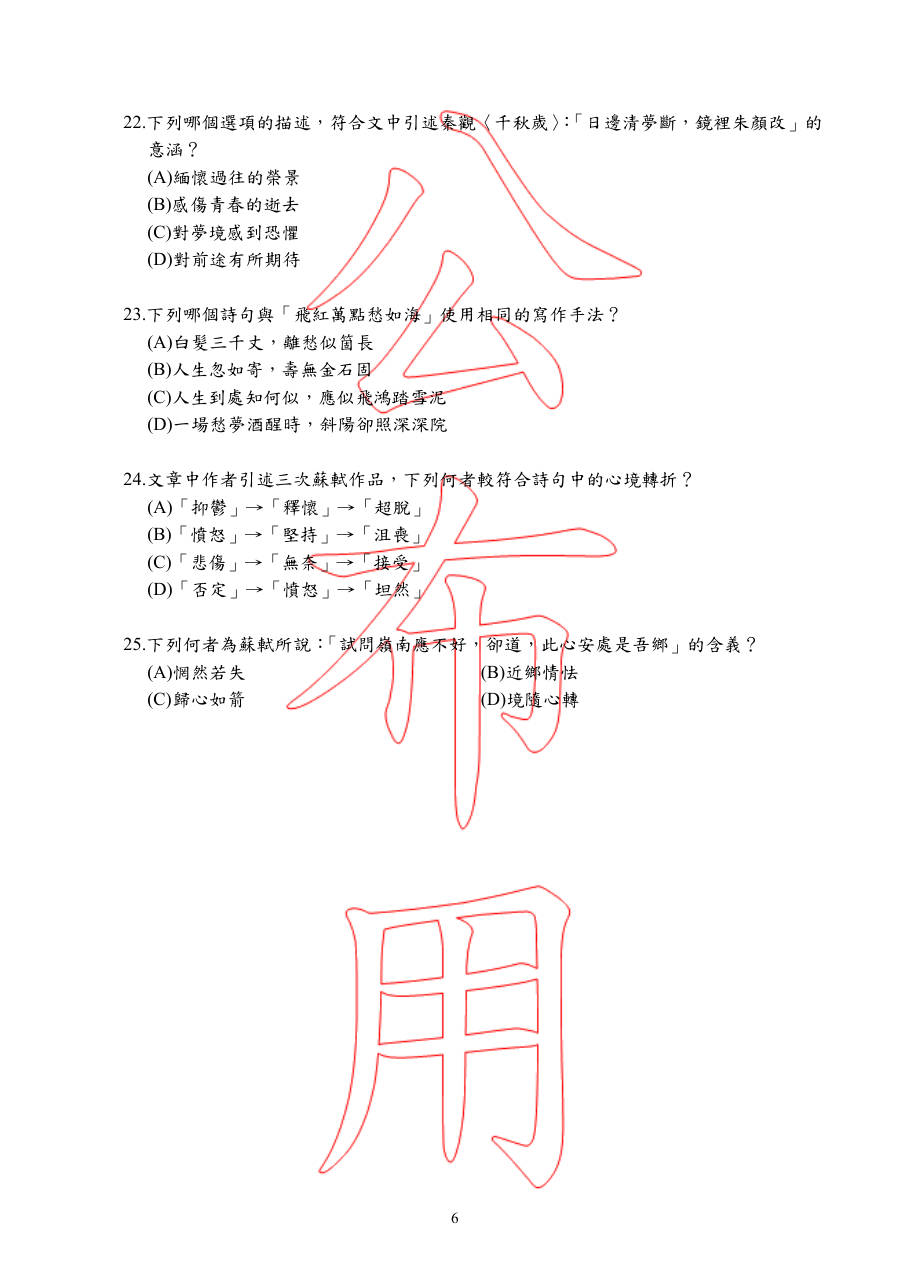 22.下列哪個選項的描述，符合文中引述秦觀〈千秋歲〉：「日邊清夢斷，鏡裡朱顏改」的
意涵？
(A)緬懷過往的榮景
(B)感傷青春的逝去
(C)對夢境感到恐懼
(D)對前途有所期待
23.下列哪個詩句與「飛紅萬點愁如海」使用相同的寫作手法？
(A)白髮三千丈，離愁似箇長
(B)人生忽如寄，壽無金石固
(C)人生到處知何似，應似飛鴻踏雪泥
(D)一場愁夢酒醒時，斜陽卻照深深院
24.文章中作者引述三次蘇軾作品，下列何者較符合詩句中的心境轉折？
(A)「抑鬱」→「釋懷」→「超脫」
(B)「憤怒」→「堅持」→「沮喪」
(C)「悲傷」→「無奈」→「接受」
(D)「否定」→「憤怒」→「坦然」
25.下列何者為蘇軾所說：「試問嶺南應不好，卻道，此心安處是吾鄉」的含義？
(A)惘然若失 (B)近鄉情怯
(C)歸心如箭 (D)境隨心轉
公
布
用
6